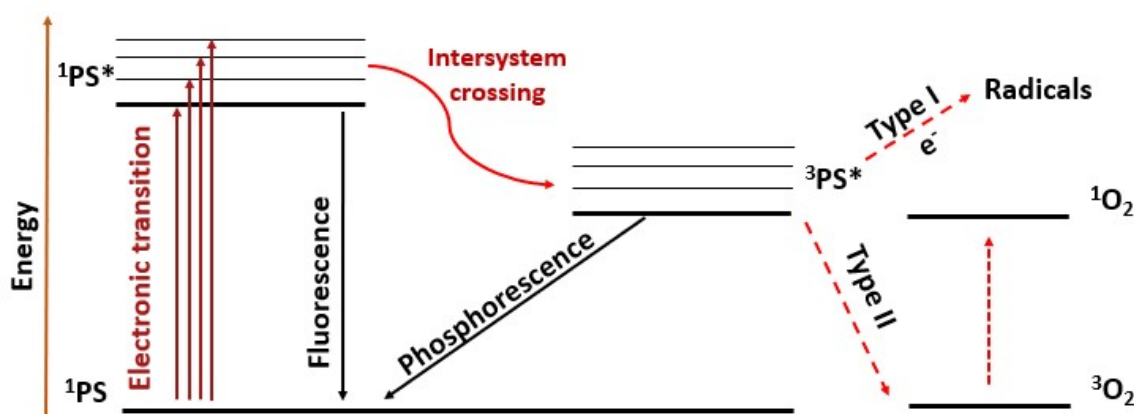 Energy
¹PS*
Electronic transition
¹PS
Fluorescence
Intersystem
crossing
Phosphorescence
³PS*
Type I
e⁻
Radicals
Type II
¹O₂
³O₂